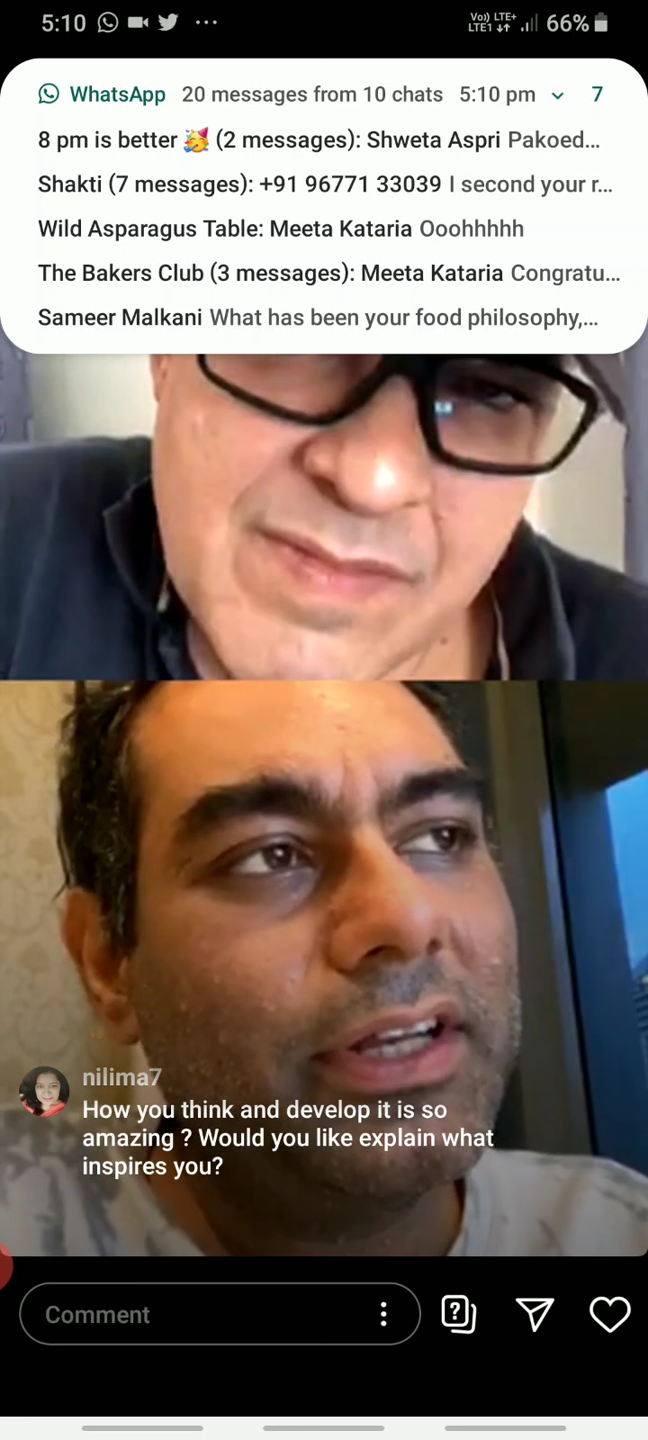 5:10
Vo)) LTE+
LTE1
66%
WhatsApp 20 messages from 10 chats 5:10 pm 7
8 pm is better 🥳 (2 messages): Shweta Aspri Pakoed...
Shakti (7 messages): +91 96771 33039 I second your r...
Wild Asparagus Table: Meeta Kataria Ooohhhhh
The Bakers Club (3 messages): Meeta Kataria Congratu...
Sameer Malkani What has been your food philosophy,...
nilima7
How you think and develop it is so
amazing ? Would you like explain what
inspires you?
Comment